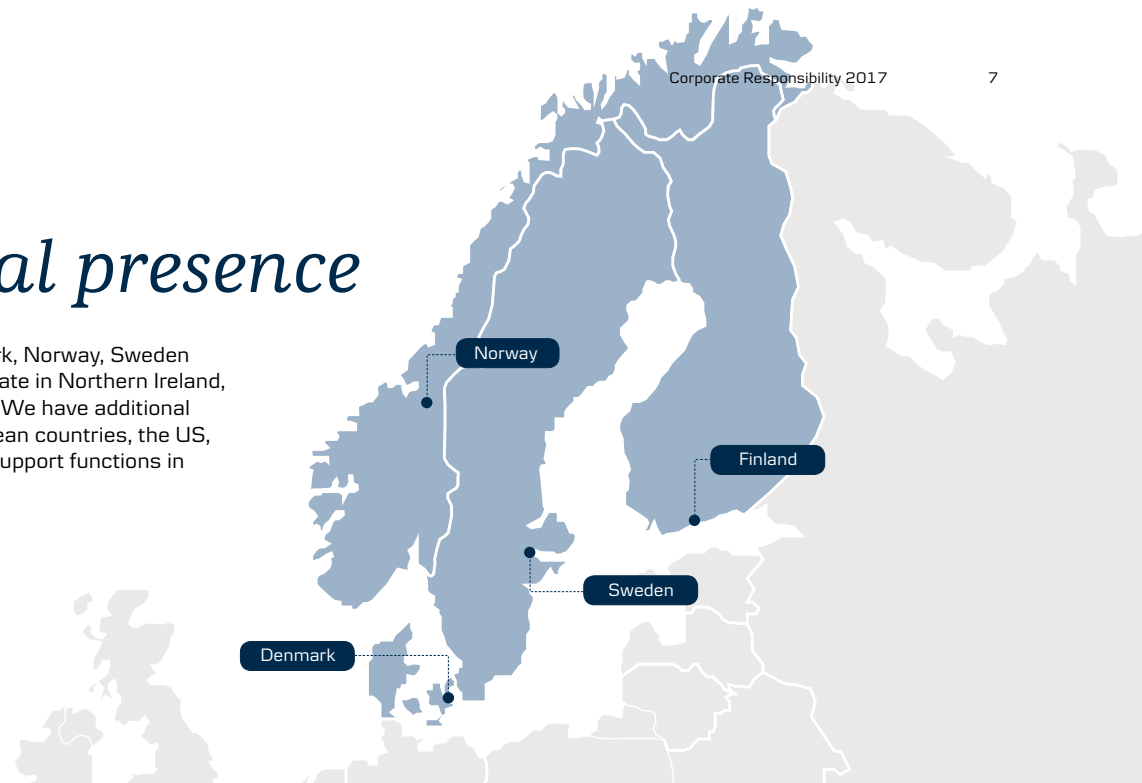 Corporate Responsibility 2017 7
al presence
rk, Norway, Sweden
ate in Northern Ireland,
We have additional
ean countries, the US,
upport functions in
Norway
Finland
Sweden
Denmark